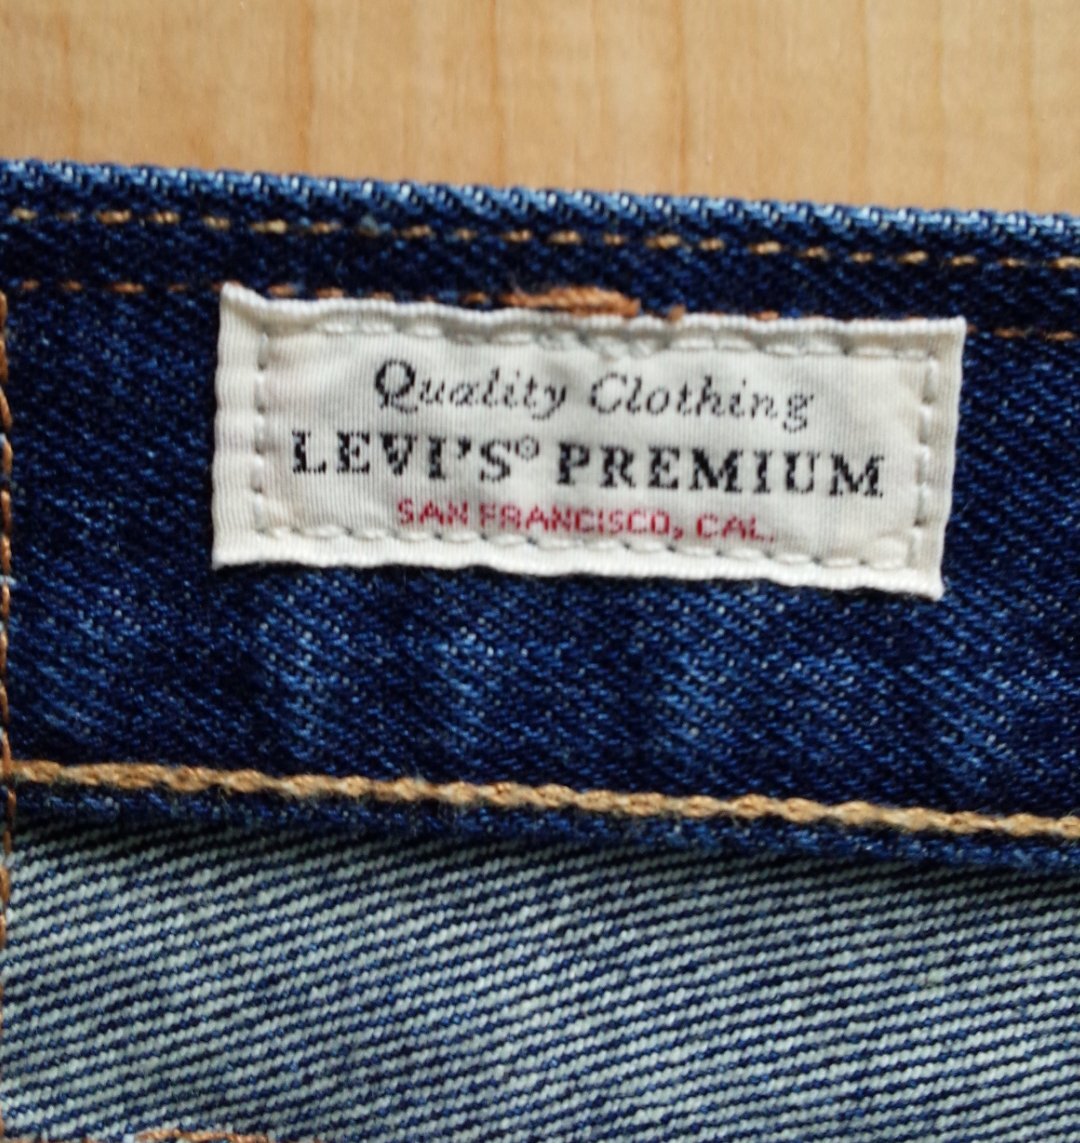 Quality Clothing
LEVI'S® PREMIUM
SAN FRANCISCO, CAL.